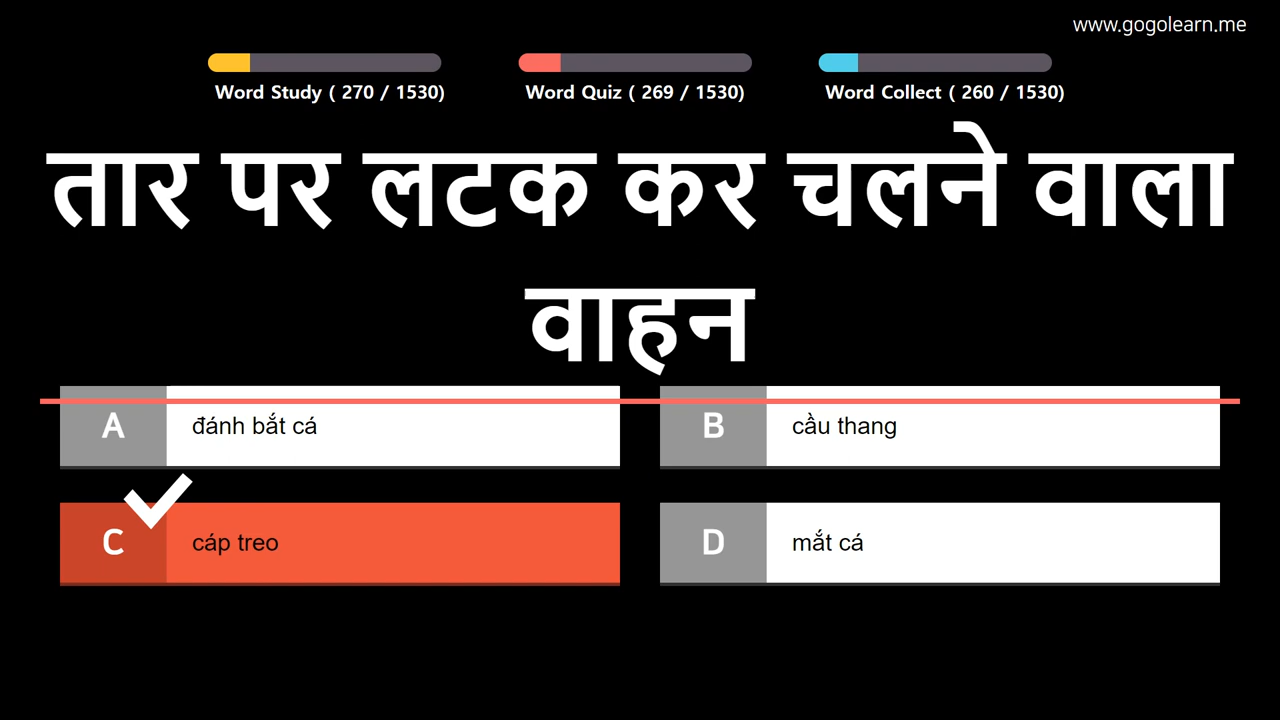 www.gogolearn.me
Word Study ( 270 / 1530)
Word Quiz ( 269 / 1530)
Word Collect ( 260 / 1530)
तार पर लटक कर चलने वाला
वाहन
A đánh bắt cá
B cầu thang
C cáp treo
D mắt cá